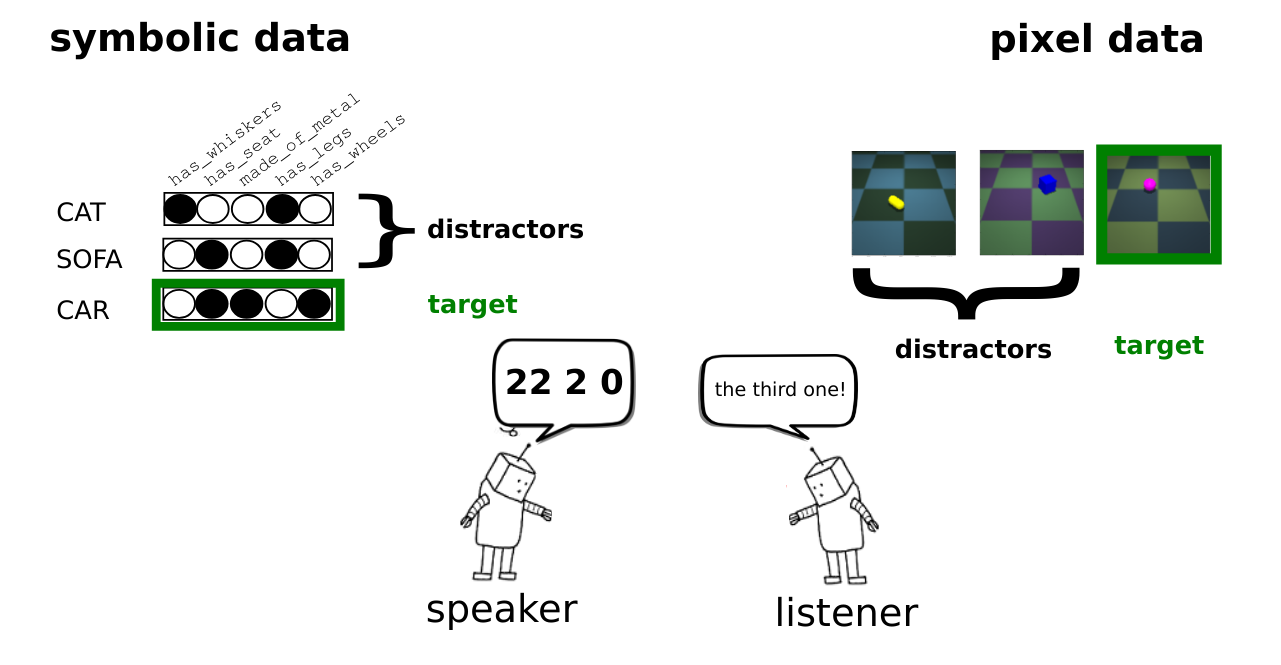 symbolic data
pixel data
has_whiskers
has_seat
made_of_metal
has_legs
has_wheels
CAT
SOFA
distractors
CAR
target
distractors
target
22 2 0
the third one!
speaker
listener